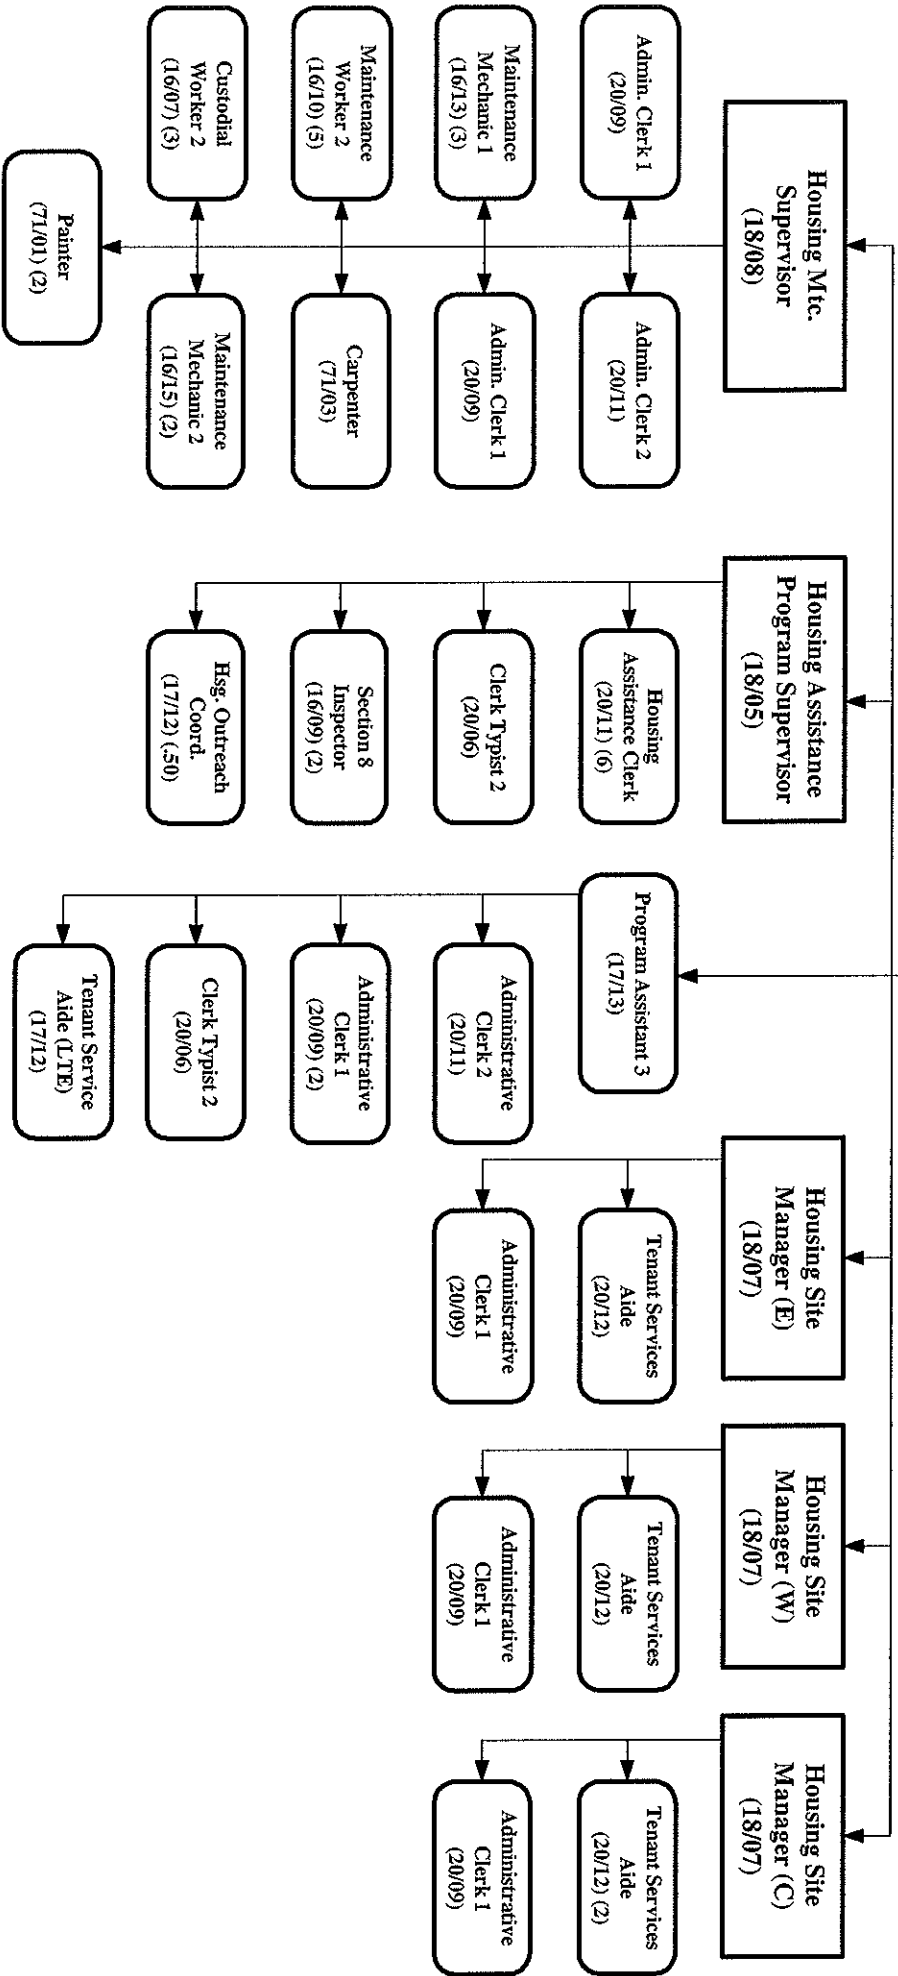 Housing Mtc.
Supervisor
(18/08)
Admin. Clerk 1
(20/09)
Admin. Clerk 2
(20/11)
Maintenance
Mechanic 1
(16/13) (3)
Admin. Clerk 1
(20/09)
Maintenance
Worker 2
(16/10) (5)
Carpenter
(71/03)
Custodial
Worker 2
(16/07) (3)
Maintenance
Mechanic 2
(16/15) (2)
Painter
(71/01) (2)
Housing Assistance
Program Supervisor
(18/05)
Housing
Assistance Clerk
(20/11) (6)
Clerk Typist 2
(20/06)
Section 8
Inspector
(16/09) (2)
Hsg. Outreach
Coord.
(17/12) (.50)
Program Assistant 3
(17/13)
Administrative
Clerk 2
(20/11)
Administrative
Clerk 1
(20/09) (2)
Clerk Typist 2
(20/06)
Tenant Service
Aide (LTE)
(17/12)
Housing Site
Manager (E)
(18/07)
Tenant Services
Aide
(20/12)
Administrative
Clerk 1
(20/09)
Housing Site
Manager (W)
(18/07)
Tenant Services
Aide
(20/12)
Administrative
Clerk 1
(20/09)
Housing Site
Manager (C)
(18/07)
Tenant Services
Aide
(20/12) (2)
Administrative
Clerk 1
(20/09)